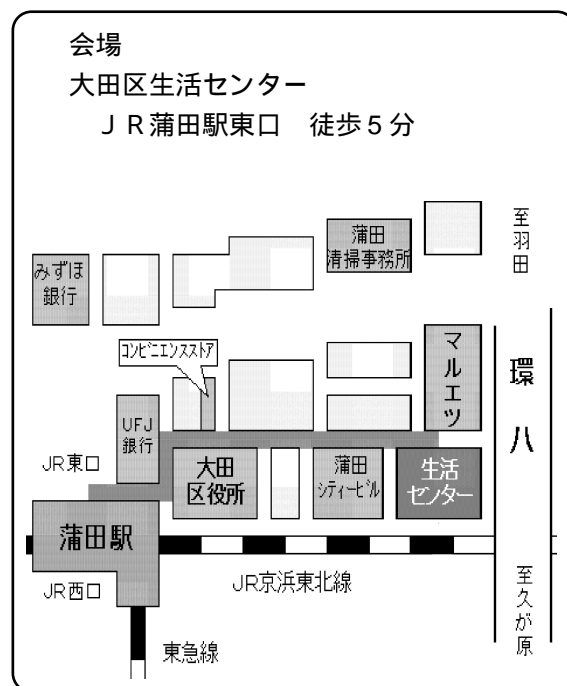 会場
大田区生活センター
ＪＲ蒲田駅東口　徒歩５分
みずほ
銀行
蒲田
清掃事務所
至羽田
コンビニエンスストア
マルエツ
環八
UFJ
銀行
JR東口
大田
区役所
蒲田
シティービル
生活
センター
蒲田駅
JR西口
JR京浜東北線
至久が原
東急線